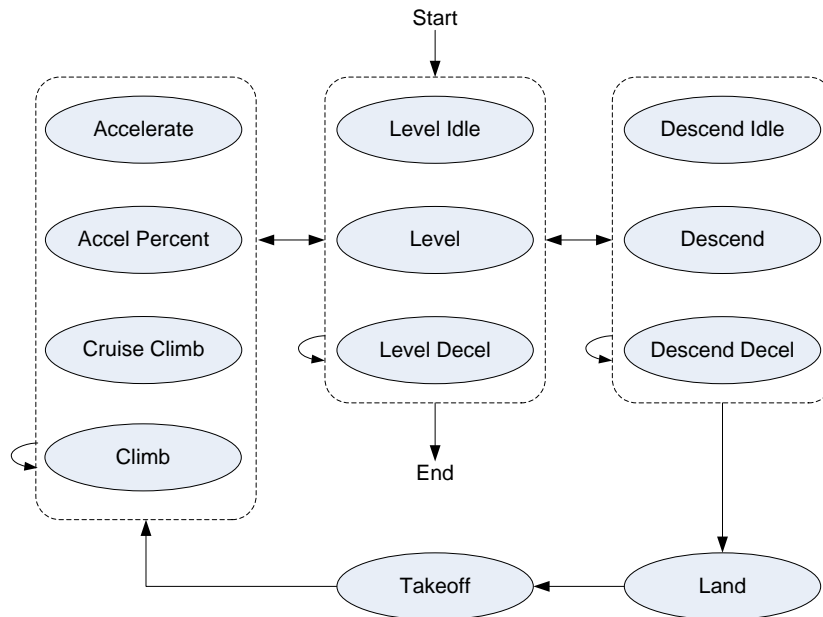 Start
Accelerate
Level Idle
Descend Idle
Accel Percent
Level
Descend
Cruise Climb
Level Decel
Descend Decel
Climb
End
Takeoff
Land